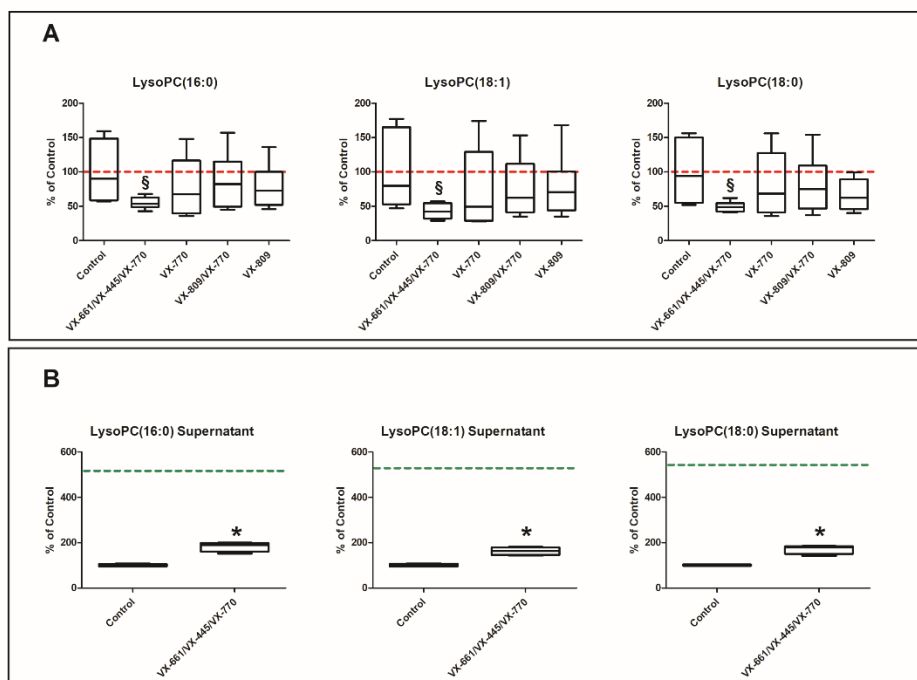 A
LysoPC(16:0)
LysoPC(18:1)
LysoPC(18:0)
% of Control
200
150
100
50
0
§
Control
VX-661/VX-445/VX-770
VX-770
VX-809/VX-770
VX-809
% of Control
200
150
100
50
0
§
Control
VX-661/VX-445/VX-770
VX-770
VX-809/VX-770
VX-809
% of Control
200
150
100
50
0
§
Control
VX-661/VX-445/VX-770
VX-770
VX-809/VX-770
VX-809
B
LysoPC(16:0) Supernatant
LysoPC(18:1) Supernatant
LysoPC(18:0) Supernatant
% of Control
600
400
200
0
*
Control
VX-661/VX-445/VX-770
% of Control
600
400
200
0
*
Control
VX-661/VX-445/VX-770
% of Control
600
400
200
0
*
Control
VX-661/VX-445/VX-770